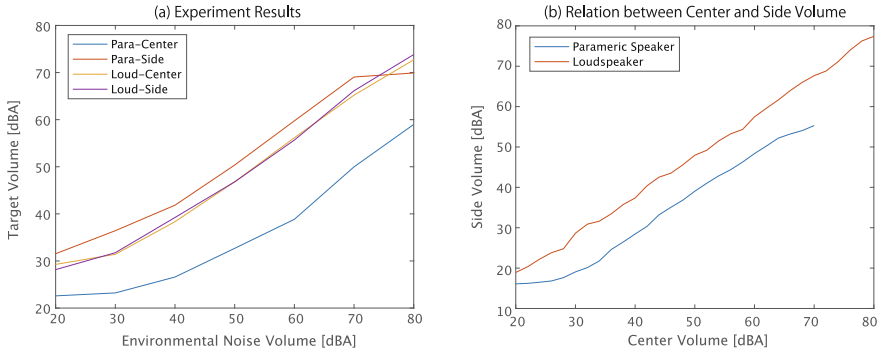 (a) Experiment Results
80
70
60
50
40
30
20
Target Volume [dBA]
Para-Center
Para-Side
Loud-Center
Loud-Side
20 30 40 50 60 70 80
Environmental Noise Volume [dBA]
(b) Relation between Center and Side Volume
80
70
60
50
40
30
20
10
Side Volume [dBA]
Parameric Speaker
Loudspeaker
20 30 40 50 60 70 80
Center Volume [dBA]